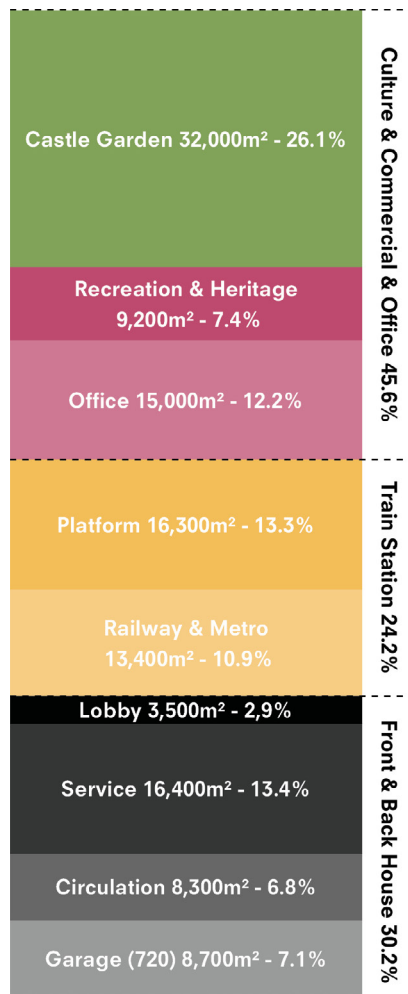 Castle Garden 32,000m² - 26.1%
Recreation & Heritage
9,200m² - 7.4%
Office 15,000m² - 12.2%
Culture & Commercial & Office 45.6%
Platform 16,300m² - 13.3%
Railway & Metro
13,400m² - 10.9%
Train Station 24.2%
Lobby 3,500m² - 2,9%
Service 16,400m² - 13.4%
Circulation 8,300m² - 6.8%
Garage (720) 8,700m² - 7.1%
Front & Back House 30.2%